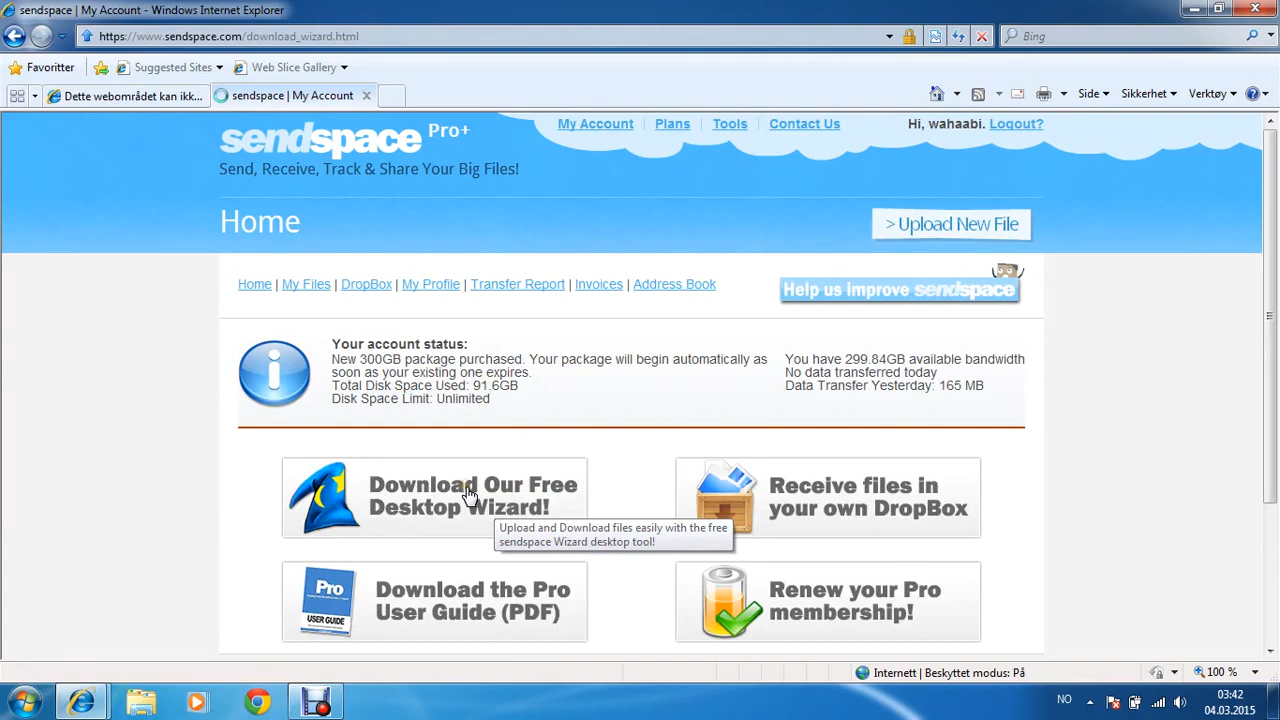 sendspace | My Account - Windows Internet Explorer
https://www.sendspace.com/download_wizard.html
Bing
Favoritter
Suggested Sites
Web Slice Gallery
Dette webområdet kan ikk...
sendspace | My Account
Side
Sikkerhet
Verktøy
sendspace Pro+
My Account
Plans
Tools
Contact Us
Hi, wahaabi. Logout?
Send, Receive, Track & Share Your Big Files!
Home
> Upload New File
Home | My Files | DropBox | My Profile | Transfer Report | Invoices | Address Book
Help us improve sendspace
Your account status:
New 300GB package purchased. Your package will begin automatically as
soon as your existing one expires.
Total Disk Space Used: 91.6GB
Disk Space Limit: Unlimited
You have 299.84GB available bandwidth
No data transferred today
Data Transfer Yesterday: 165 MB
Download Our Free
Desktop Wizard!
Receive files in
your own DropBox
Upload and Download files easily with the free
sendspace Wizard desktop tool!
Pro
USER GUIDE
Download the Pro
User Guide (PDF)
Renew your Pro
membership!
Internett | Beskyttet modus: På
100 %
NO
03:42
04.03.2015